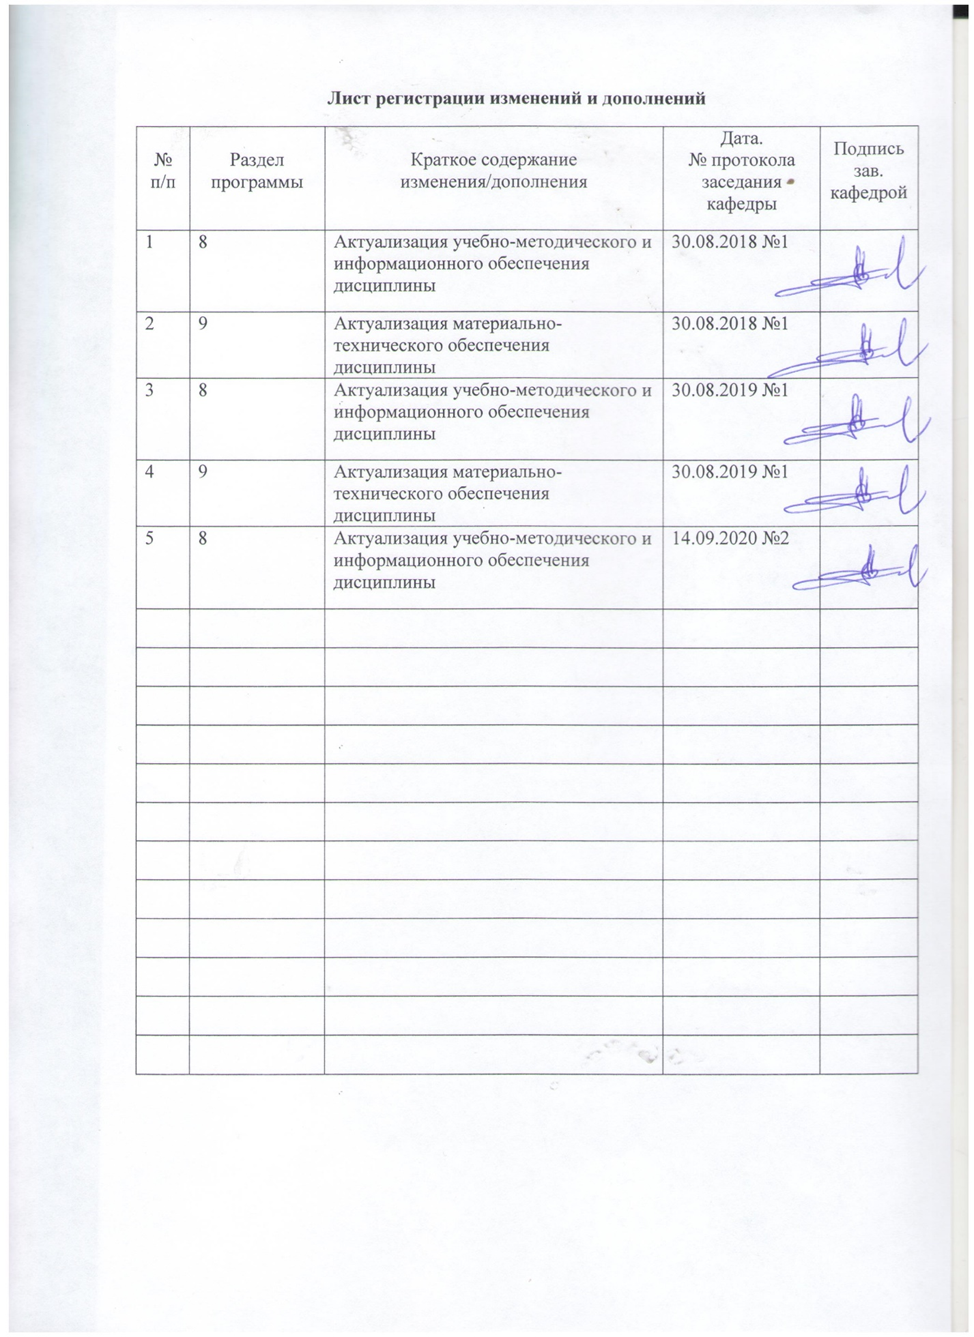 Лист регистрации изменений и дополнений
№ п/п
Раздел программы
Краткое содержание изменения/дополнения
Дата. № протокола заседания кафедры
Подпись зав. кафедрой
1
8
Актуализация учебно-методического и
информационного обеспечения
дисциплины
30.08.2018 №1
2
9
Актуализация материально-
технического обеспечения
дисциплины
30.08.2018 №1
3
8
Актуализация учебно-методического и
информационного обеспечения
дисциплины
30.08.2019 №1
4
9
Актуализация материально-
технического обеспечения
дисциплины
30.08.2019 №1
5
8
Актуализация учебно-методического и
информационного обеспечения
дисциплины
14.09.2020 №2